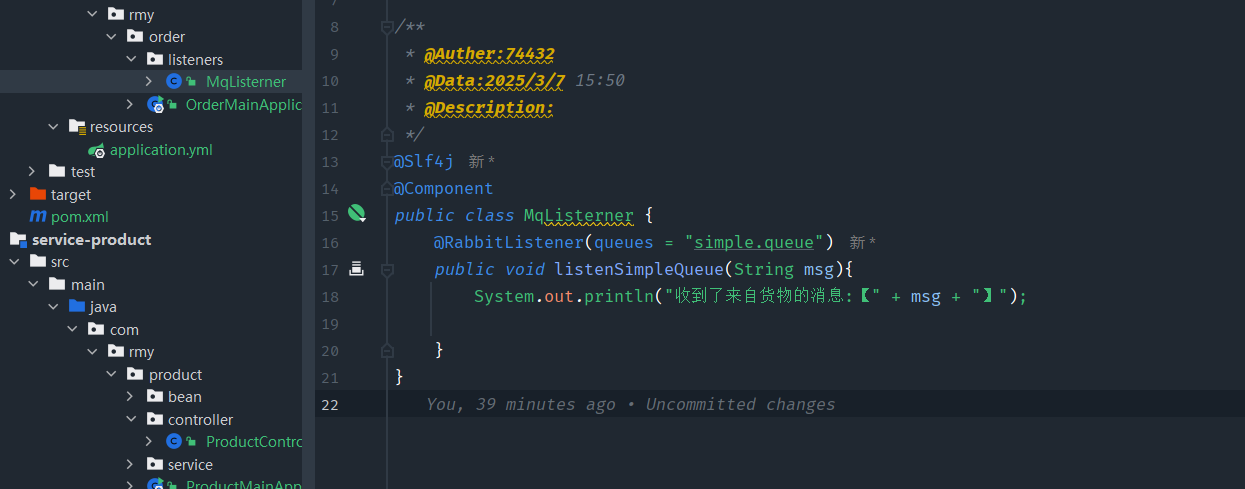 rmy
order
listeners
MqListerner
OrderMainApplic
resources
application.yml
test
target
pom.xml
service-product
src
main
java
com
rmy
product
bean
controller
ProductContro
service
ProductMainApp
8 /**
9 * @Auther:74432
10 * @Data:2025/3/7 15:50
11 * @Description:
12 */
13 @Slf4j 新 *
14 @Component
15 public class MqListerner {
16 @RabbitListener(queues = "simple.queue") 新 *
17 public void listenSimpleQueue(String msg){
18 System.out.println("收到了来自货物的消息:【" + msg + "】");
19
20 }
21 }
22 You, 39 minutes ago • Uncommitted changes